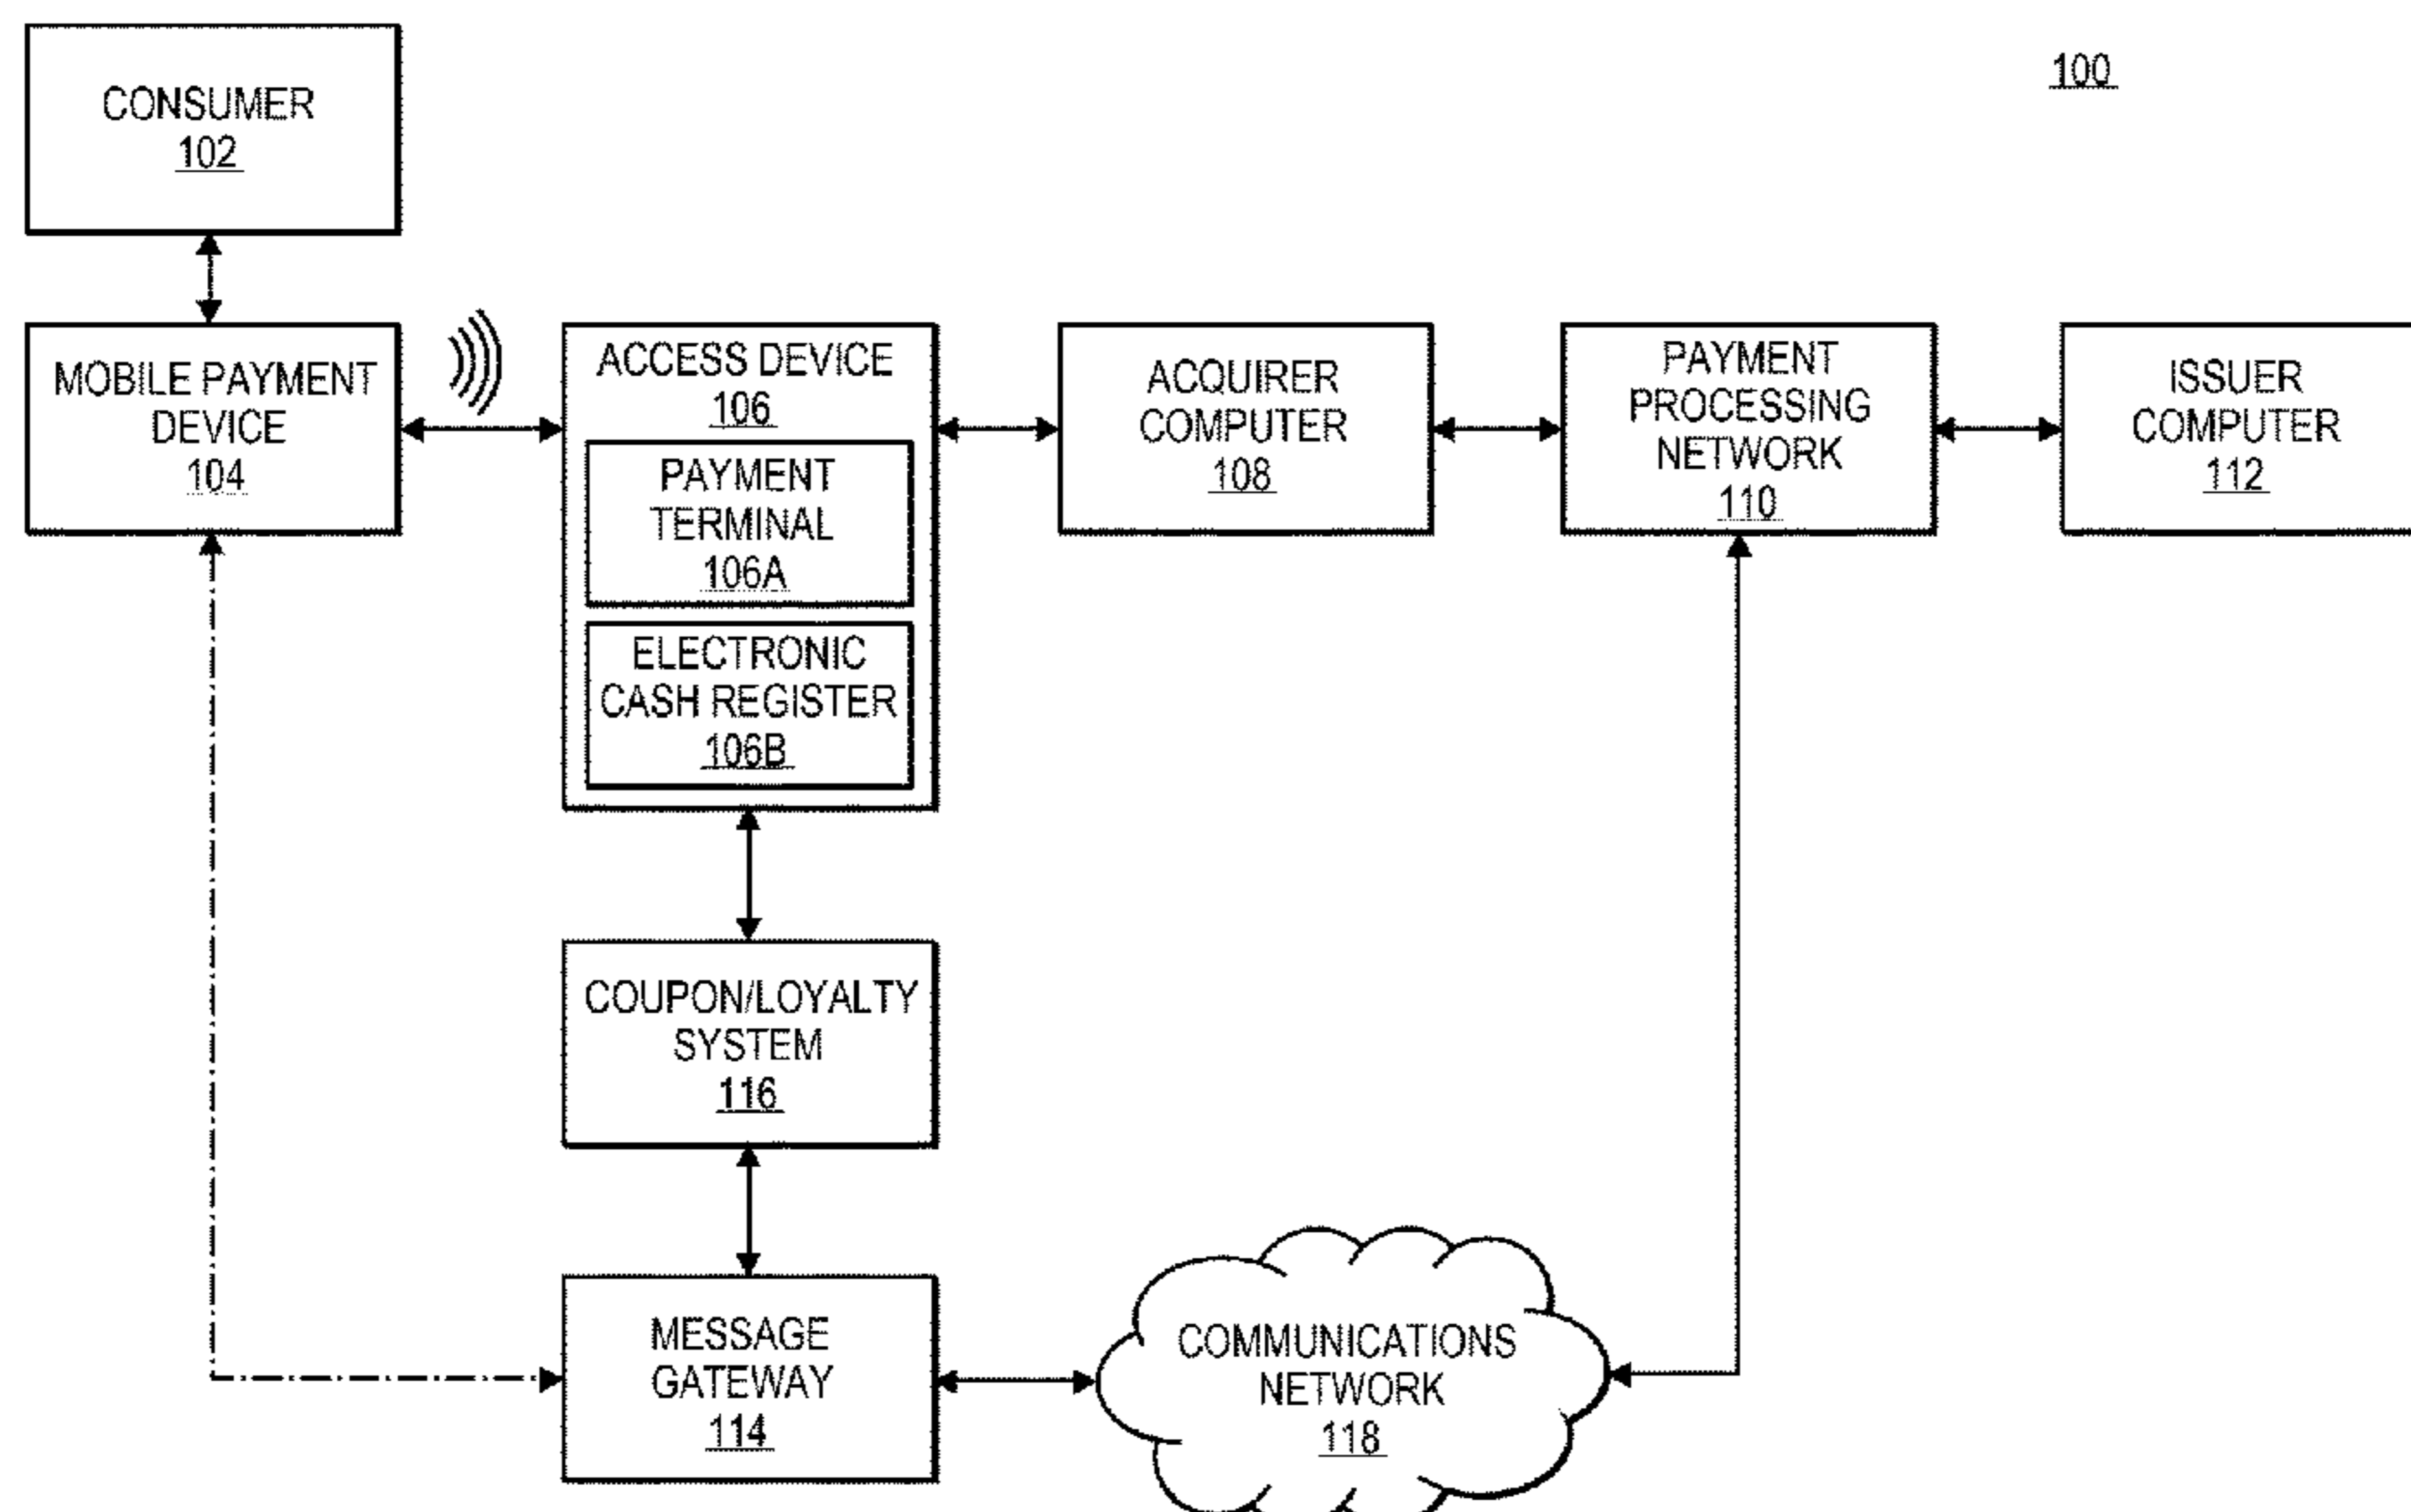 100
CONSUMER
102
MOBILE PAYMENT
DEVICE
104
ACCESS DEVICE
106
PAYMENT
TERMINAL
106A
ELECTRONIC
CASH REGISTER
106B
ACQUIRER
COMPUTER
108
PAYMENT
PROCESSING
NETWORK
110
ISSUER
COMPUTER
112
COUPON/LOYALTY
SYSTEM
116
MESSAGE
GATEWAY
114
COMMUNICATIONS
NETWORK
118